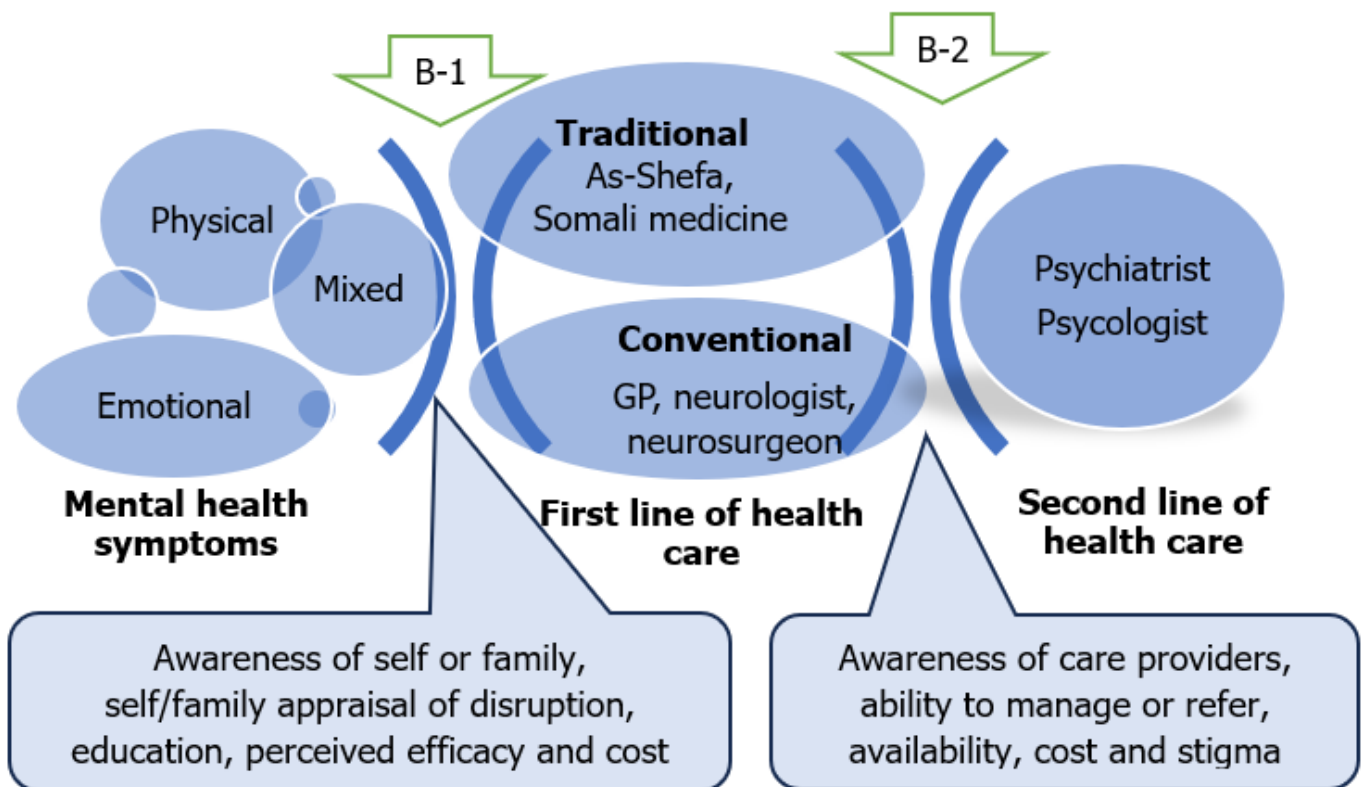 B-1
B-2
Physical
Mixed
Emotional
Mental health
symptoms
Traditional
As-Shefa,
Somali medicine
Conventional
GP, neurologist,
neurosurgeon
First line of health
care
Psychiatrist
Psycologist
Second line of
health care
Awareness of self or family,
self/family appraisal of disruption,
education, perceived efficacy and cost
Awareness of care providers,
ability to manage or refer,
availability, cost and stigma